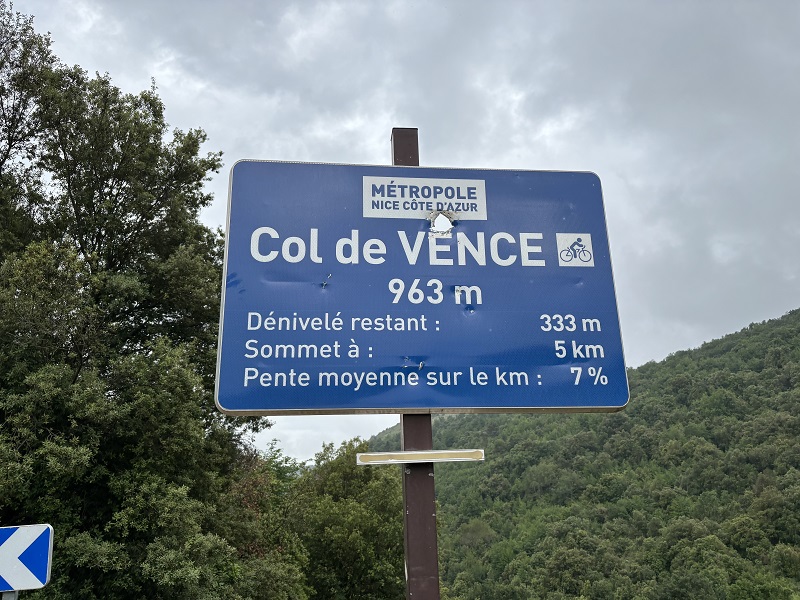 MÉTROPOLE
NICE CÔTE D'AZUR
Col de VENCE
963 m
Dénivelé restant : 333 m
Sommet à : 5 km
Pente moyenne sur le km : 7 %